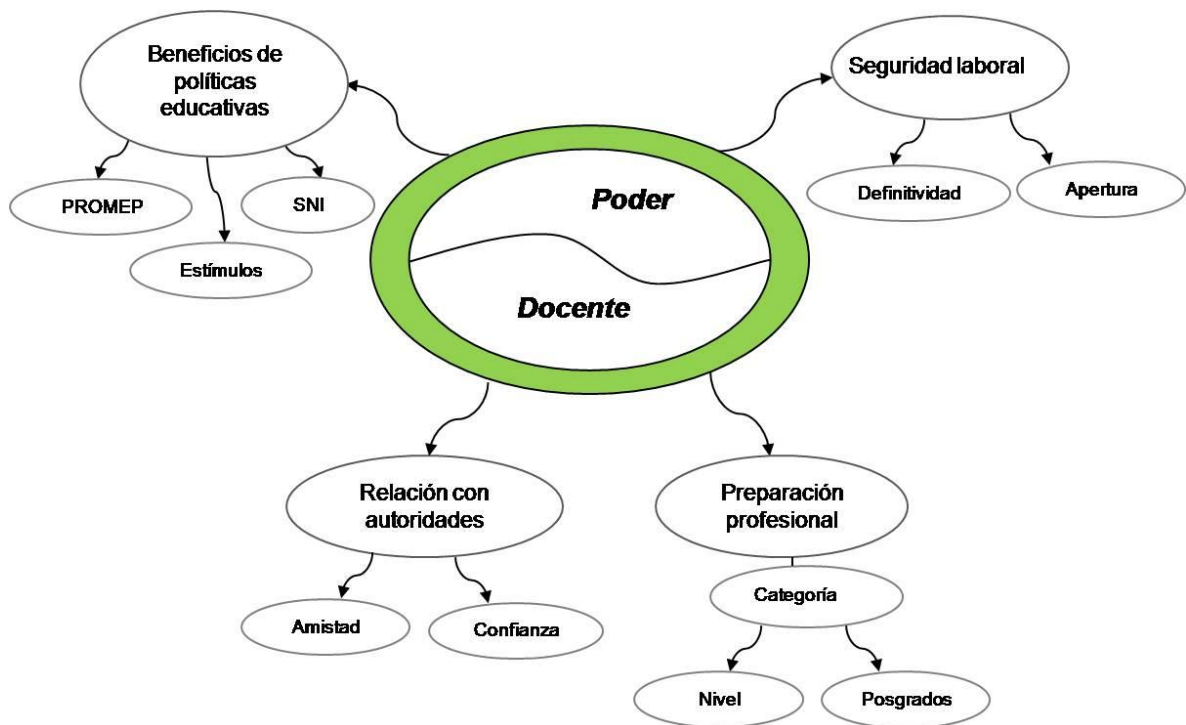 Beneficios de
políticas
educativas
Seguridad laboral
PROMEP
SNI
Estímulos
Definitividad
Apertura
Poder
Docente
Relación con
autoridades
Preparación
profesional
Amistad
Confianza
Categoría
Nivel
Posgrados